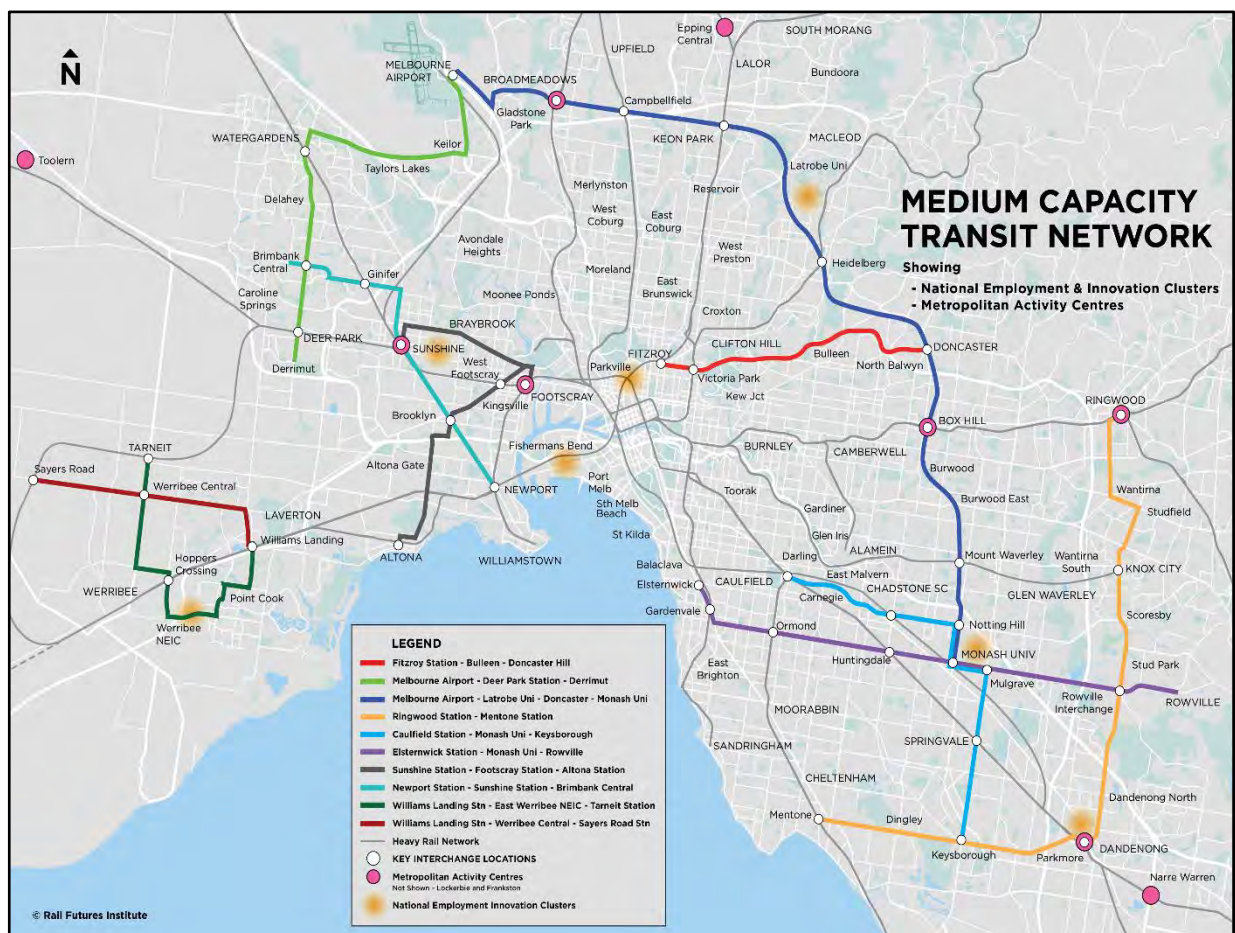 N
Epping
Central
SOUTH MORANG
UPFIELD
LALOR
Bundoora
MELBOURNE
AIRPORT
BROADMEADOWS
Gladstone
Park
Campbellfield
KEON PARK
MACLEOD
WATERGARDENS
Keilor
Toolern
Taylors Lakes
Latrobe Uni
Merlynston
Reservoir
Delahey
West
Coburg
East
Coburg
MEDIUM CAPACITY
TRANSIT NETWORK
Showing
- National Employment & Innovation Clusters
- Metropolitan Activity Centres
Avondale
Heights
West
Preston
Brimbank
Central
Ginifer
Moreland
Heidelberg
Caroline
Springs
Moonee Ponds
East
Brunswick
Croxton
BRAYBROOK
DEER PARK
SUNSHINE
FITZROY
CLIFTON HILL
Bulleen
DONCASTER
Derrimut
West
Footscray
Parkville
Victoria Park
North Balwyn
Kingsville
FOOTSCRAY
Kew Jct
RINGWOOD
Brooklyn
BOX HILL
TARNEIT
Fishermans Bend
BURNLEY
CAMBERWELL
Sayers Road
Altona Gate
Burwood
Werribee Central
Port
Melb
Toorak
Wantirna
NEWPORT
Sth Melb
Beach
Burwood East
Studfield
LAVERTON
Gardiner
Williams Landing
St Kilda
Glen Iris
ALTONA
WILLIAMSTOWN
Darling
ALAMEIN
Mount Waverley
Wantirna
South
Hoppers
Crossing
Balaclava
East Malvern
KNOX CITY
WERRIBEE
Elsternwick
CAULFIELD
Carnegie
CHADSTONE SC
GLEN WAVERLEY
Point Cook
Gardenvale
Scoresby
Werribee
NEIC
Ormond
Notting Hill
Huntingdale
MONASH UNIV
Stud Park
East
Brighton
Mulgrave
Rowville
Interchange
ROWVILLE
MOORABBIN
SPRINGVALE
SANDRINGHAM
CHELTENHAM
Dandenong North
Mentone
Dingley
Keysborough
Parkmore
DANDENONG
Narre Warren
LEGEND
Fitzroy Station - Bulleen - Doncaster Hill
Melbourne Airport - Deer Park Station - Derrimut
Melbourne Airport - Latrobe Uni - Doncaster - Monash Uni
Ringwood Station - Mentone Station
Caulfield Station - Monash Uni - Keysborough
Elsternwick Station - Monash Uni - Rowville
Sunshine Station - Footscray Station - Altona Station
Newport Station - Sunshine Station - Brimbank Central
Williams Landing Stn - East Werribee NEIC - Tarneit Station
Williams Landing Stn - Werribee Central - Sayers Road Stn
Heavy Rail Network
KEY INTERCHANGE LOCATIONS
Metropolitan Activity Centres
Not Shown - Lockerbie and Frankston
National Employment Innovation Clusters
© Rail Futures Institute